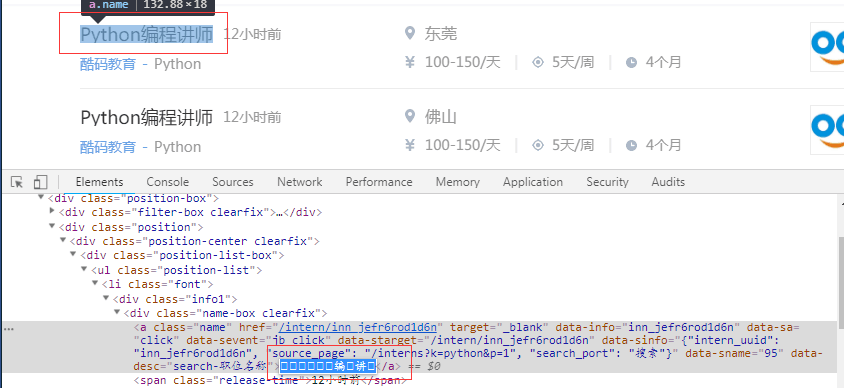 a.name | 132.88 × 18
Python编程讲师 12小时前 东莞
酷码教育 - Python ¥ 100-150/天 | 5天/周 | 4个月
Python编程讲师 12小时前 佛山
酷码教育 - Python ¥ 100-150/天 | 5天/周 | 4个月
Elements Console Sources Network Performance Memory Application Security Audits
▼<div class="position-box">
▶<div class="filter-box clearfix">…</div>
▼<div class="position">
▼<div class="position-center clearfix">
▼<div class="position-list-box">
▼<ul class="position-list">
▼<li class="font">
▼<div class="info1">
▼<div class="name-box clearfix">
… <a class="name" href="/intern/inn_jefr6rod1d6n" target="_blank" data-info="inn_jefr6rod1d6n" data-sa=
"click" data-sevent="jb_click" data-starget="/intern/inn_jefr6rod1d6n" data-sinfo="{"intern_uuid":
"inn_jefr6rod1d6n", "source_page": "/interns?k=python&p=1", "search_port": "搜索"}" data-sname="95" data-
desc="search-职位名称">□□□□□□编□讲□</a> == $0
<span class="release-time">12小时前</span>